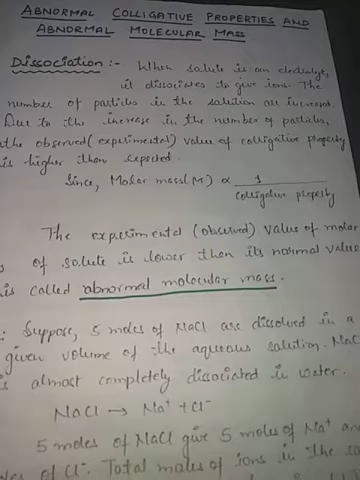 ABNORMAL COLLIGATIVE PROPERTIES AND
ABNORMAL MOLECULAR MASS
Dissociation :- When solute is an electrolyte,
it dissociates to give ions. The
number of particles in the solution are increased.
Due to the increase in the number of particles,
the observed (experimental) value of colligative property
is higher than expected.
Since, Molar mass (M) ∝ 1
colligative property
The experimental (observed) value of molar
of solute is lower than its normal value
is called abnormal molecular mass.
: Suppose, 5 moles of NaCl are dissolved in a
given volume of the aqueous solution. NaCl
is almost completely dissociated in water.
NaCl → Na⁺ + Cl⁻
5 moles of NaCl give 5 moles of Na⁺ and
of Cl⁻. Total moles of ions in the